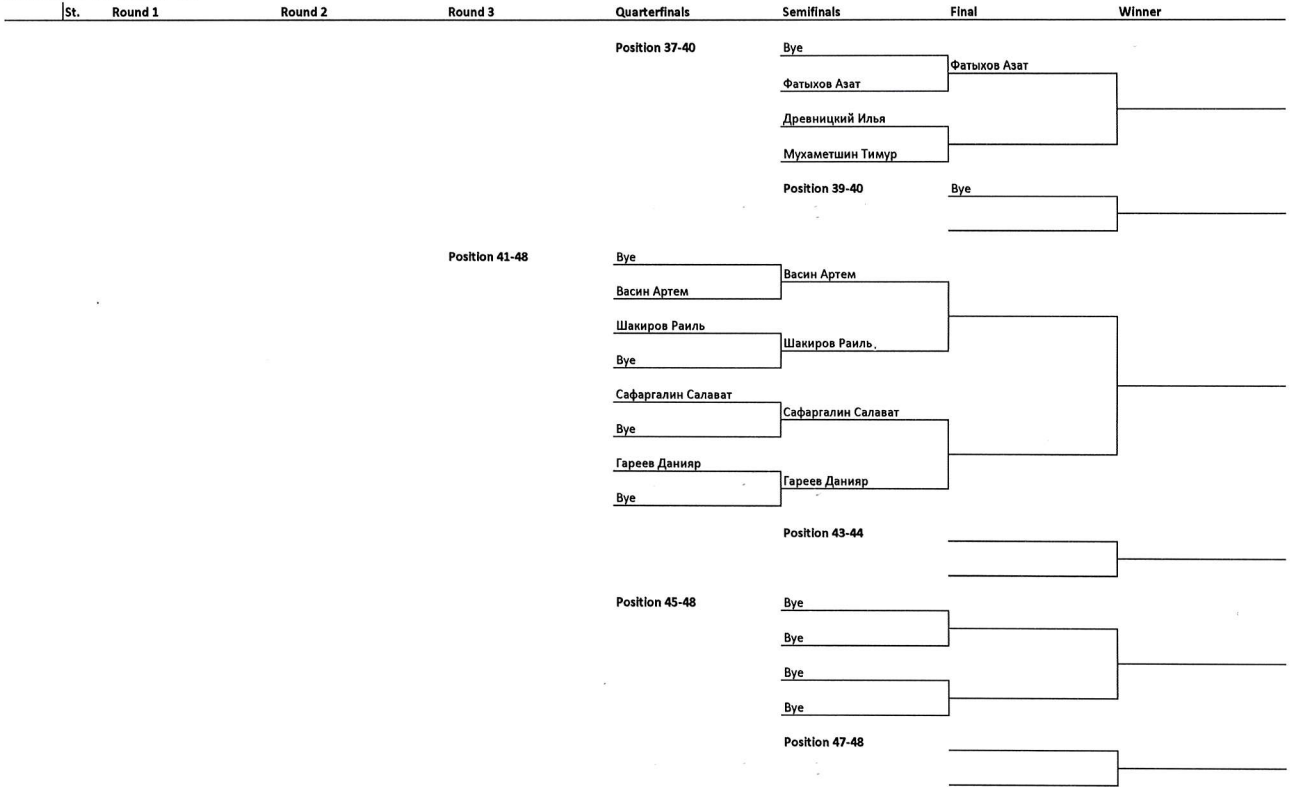 St. Round 1 Round 2 Round 3 Quarterfinals Semifinals Final Winner
Position 37-40 Bye
Фатыхов Азат
Фатыхов Азат
Древницкий Илья
Мухаметшин Тимур
Position 39-40 Bye
Position 41-48 Bye
Васин Артем
Васин Артем
Шакиров Раиль
Шакиров Раиль
Bye
Сафаргалин Салават
Сафаргалин Салават
Bye
Гареев Данияр
Гареев Данияр
Bye
Position 43-44
Position 45-48 Bye
Bye
Bye
Bye
Position 47-48